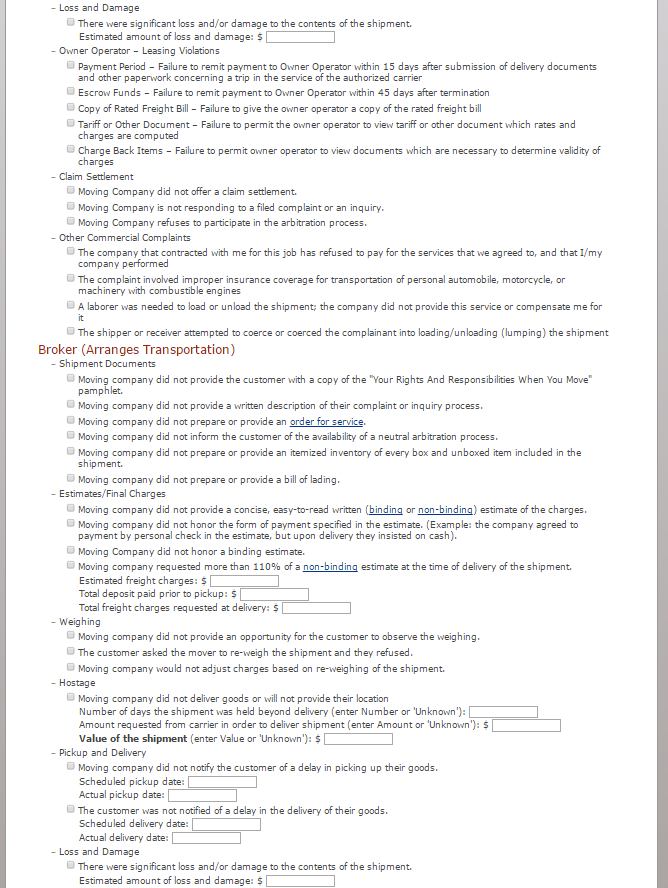 – Loss and Damage
There were significant loss and/or damage to the contents of the shipment.
Estimated amount of loss and damage: $
– Owner Operator – Leasing Violations
Payment Period – Failure to remit payment to Owner Operator within 15 days after submission of delivery documents
and other paperwork concerning a trip in the service of the authorized carrier
Escrow Funds – Failure to remit payment to Owner Operator within 45 days after termination
Copy of Rated Freight Bill – Failure to give the owner operator a copy of the rated freight bill
Tariff or Other Document – Failure to permit the owner operator to view tariff or other document which rates and
charges are computed
Charge Back Items – Failure to permit owner operator to view documents which are necessary to determine validity of
charges
– Claim Settlement
Moving Company did not offer a claim settlement.
Moving Company is not responding to a filed complaint or an inquiry.
Moving Company refuses to participate in the arbitration process.
– Other Commercial Complaints
The company that contracted with me for this job has refused to pay for the services that we agreed to, and that I/my
company performed
The complaint involved improper insurance coverage for transportation of personal automobile, motorcycle, or
machinery with combustible engines
A laborer was needed to load or unload the shipment; the company did not provide this service or compensate me for
it
The shipper or receiver attempted to coerce or coerced the complainant into loading/unloading (lumping) the shipment
Broker (Arranges Transportation)
– Shipment Documents
Moving company did not provide the customer with a copy of the "Your Rights And Responsibilities When You Move"
pamphlet.
Moving company did not provide a written description of their complaint or inquiry process.
Moving company did not prepare or provide an order for service.
Moving company did not inform the customer of the availability of a neutral arbitration process.
Moving company did not prepare or provide an itemized inventory of every box and unboxed item included in the
shipment.
Moving company did not prepare or provide a bill of lading.
– Estimates/Final Charges
Moving company did not provide a concise, easy-to-read written (binding or non-binding) estimate of the charges.
Moving company did not honor the form of payment specified in the estimate. (Example: the company agreed to
payment by personal check in the estimate, but upon delivery they insisted on cash).
Moving Company did not honor a binding estimate.
Moving company requested more than 110% of a non-binding estimate at the time of delivery of the shipment.
Estimated freight charges: $
Total deposit paid prior to pickup: $
Total freight charges requested at delivery: $
– Weighing
Moving company did not provide an opportunity for the customer to observe the weighing.
The customer asked the mover to re-weigh the shipment and they refused.
Moving company would not adjust charges based on re-weighing of the shipment.
– Hostage
Moving company did not deliver goods or will not provide their location
Number of days the shipment was held beyond delivery (enter Number or 'Unknown'):
Amount requested from carrier in order to deliver shipment (enter Amount or 'Unknown'): $
Value of the shipment (enter Value or 'Unknown'): $
– Pickup and Delivery
Moving company did not notify the customer of a delay in picking up their goods.
Scheduled pickup date:
Actual pickup date:
The customer was not notified of a delay in the delivery of their goods.
Scheduled delivery date:
Actual delivery date:
– Loss and Damage
There were significant loss and/or damage to the contents of the shipment.
Estimated amount of loss and damage: $